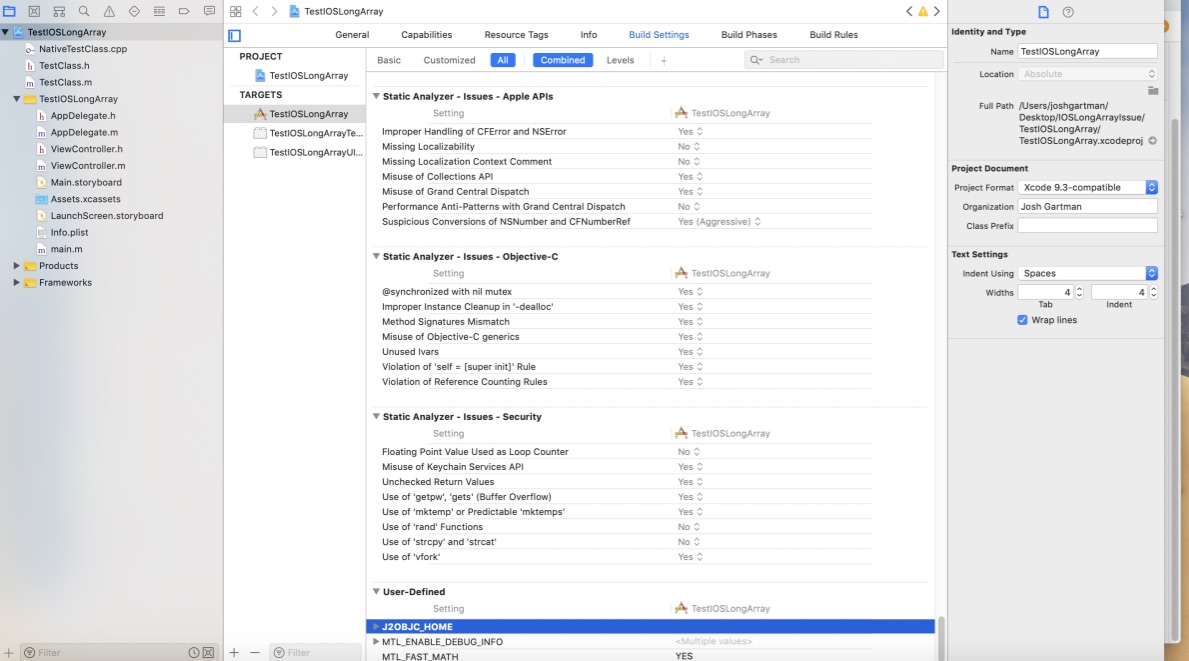 TestIOSLongArray
NativeTestClass.cpp
TestClass.h
TestClass.m
TestIOSLongArray
AppDelegate.h
AppDelegate.m
ViewController.h
ViewController.m
Main.storyboard
Assets.xcassets
LaunchScreen.storyboard
Info.plist
main.m
Products
Frameworks
Filter
TestIOSLongArray
General Capabilities Resource Tags Info Build Settings Build Phases Build Rules
PROJECT
TestIOSLongArray
TARGETS
TestIOSLongArray
TestIOSLongArrayTe...
TestIOSLongArrayUI...
Filter
Basic Customized All Combined Levels + Search
Static Analyzer - Issues - Apple APIs
Setting TestIOSLongArray
Improper Handling of CFError and NSError Yes
Missing Localizability No
Missing Localization Context Comment No
Misuse of Collections API Yes
Misuse of Grand Central Dispatch Yes
Performance Anti-Patterns with Grand Central Dispatch No
Suspicious Conversions of NSNumber and CFNumberRef Yes (Aggressive)
Static Analyzer - Issues - Objective-C
Setting TestIOSLongArray
@synchronized with nil mutex Yes
Improper Instance Cleanup in '-dealloc' Yes
Method Signatures Mismatch Yes
Misuse of Objective-C generics Yes
Unused Ivars Yes
Violation of 'self = [super init]' Rule Yes
Violation of Reference Counting Rules Yes
Static Analyzer - Issues - Security
Setting TestIOSLongArray
Floating Point Value Used as Loop Counter No
Misuse of Keychain Services API Yes
Unchecked Return Values Yes
Use of 'getpw', 'gets' (Buffer Overflow) Yes
Use of 'mktemp' or Predictable 'mktemps' Yes
Use of 'rand' Functions No
Use of 'strcpy' and 'strcat' No
Use of 'vfork' Yes
User-Defined
Setting TestIOSLongArray
J2OBJC_HOME
MTL_ENABLE_DEBUG_INFO <Multiple values>
MTL_FAST_MATH YES
Identity and Type
Name TestIOSLongArray
Location Absolute
Full Path /Users/joshgartman/
Desktop/IOSLongArrayIssue/
TestIOSLongArray/
TestIOSLongArray.xcodeproj
Project Document
Project Format Xcode 9.3-compatible
Organization Josh Gartman
Class Prefix
Text Settings
Indent Using Spaces
Widths 4 4
Tab Indent
Wrap lines